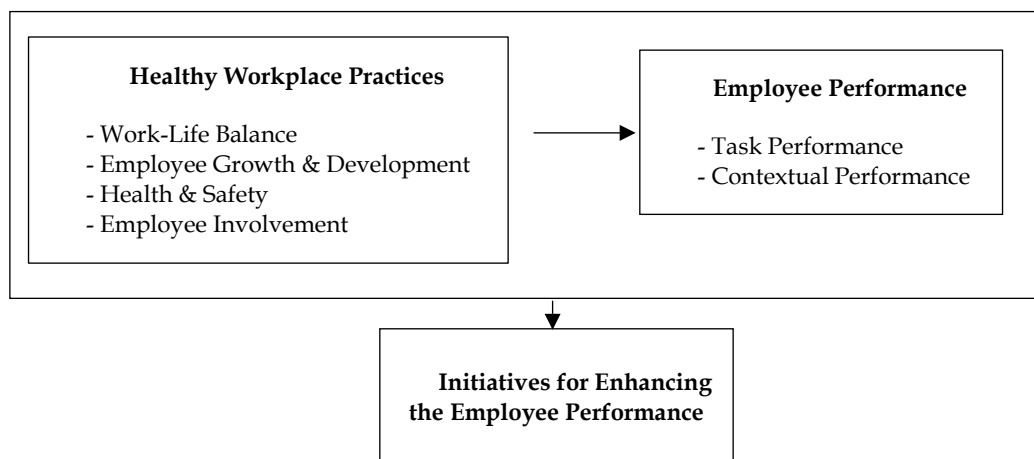 Healthy Workplace Practices
- Work-Life Balance
- Employee Growth & Development
- Health & Safety
- Employee Involvement
Employee Performance
- Task Performance
- Contextual Performance
Initiatives for Enhancing
the Employee Performance